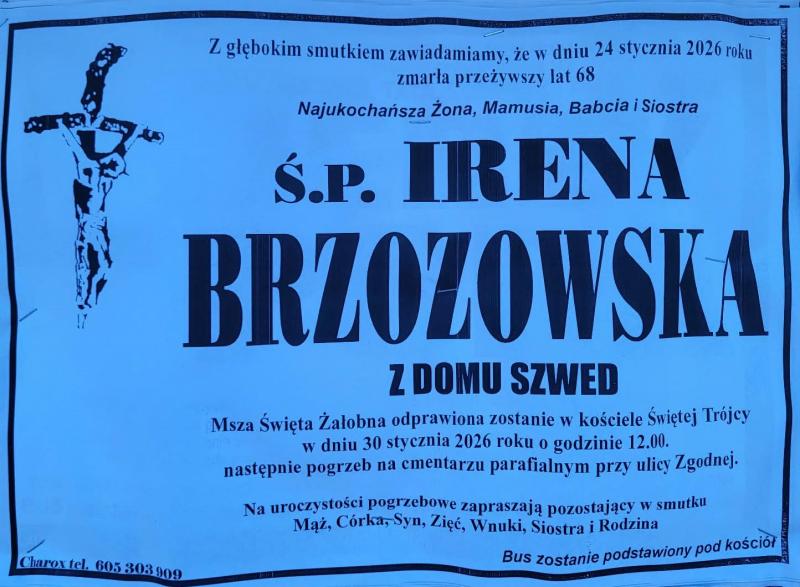 Z głębokim smutkiem zawiadamiamy, że w dniu 24 stycznia 2026 roku
zmarła przeżywszy lat 68
Najukochańsza Żona, Mamusia, Babcia i Siostra
Ś.P. IRENA
BRZOZOWSKA
Z DOMU SZWED
Msza Święta Żałobna odprawiona zostanie w kościele Świętej Trójcy
w dniu 30 stycznia 2026 roku o godzinie 12.00.
następnie pogrzeb na cmentarzu parafialnym przy ulicy Zgodnej.
Na uroczystości pogrzebowe zapraszają pozostający w smutku
Mąż, Córka, Syn, Zięć, Wnuki, Siostra i Rodzina
Bus zostanie podstawiony pod kościół
Charox tel. 605 303 909